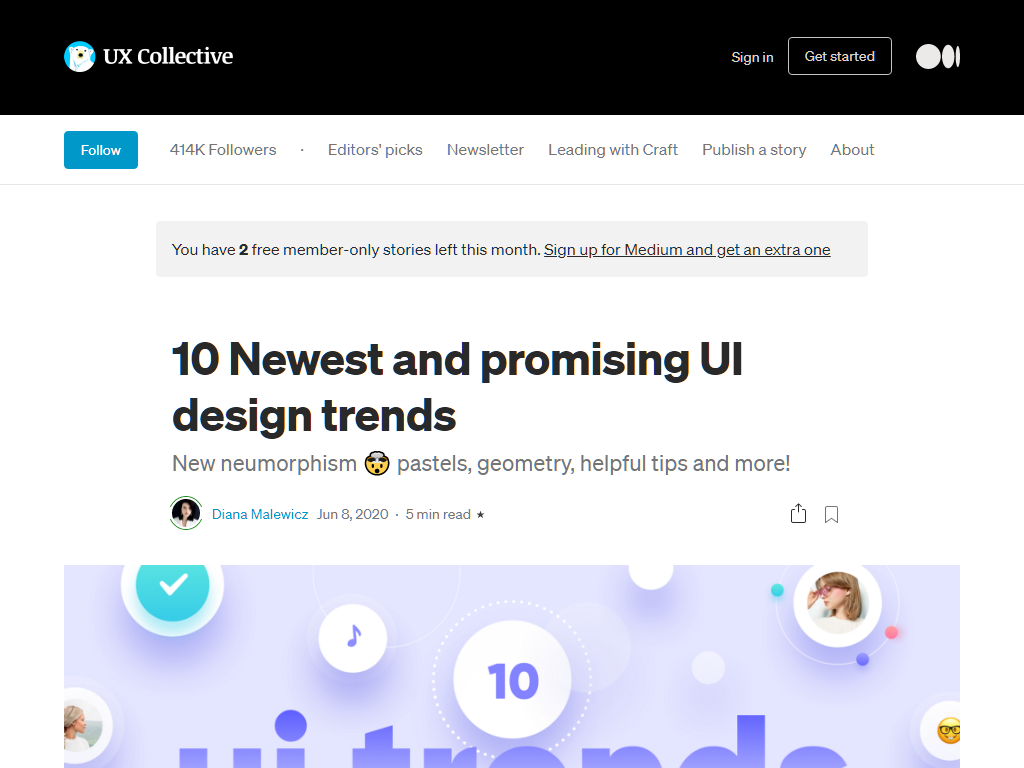 UX Collective
Sign in
Get started
Follow
414K Followers
·
Editors' picks
Newsletter
Leading with Craft
Publish a story
About
You have 2 free member-only stories left this month. Sign up for Medium and get an extra one
10 Newest and promising UI
design trends
New neumorphism 🤯 pastels, geometry, helpful tips and more!
Diana Malewicz Jun 8, 2020 · 5 min read ★
10
ui trends